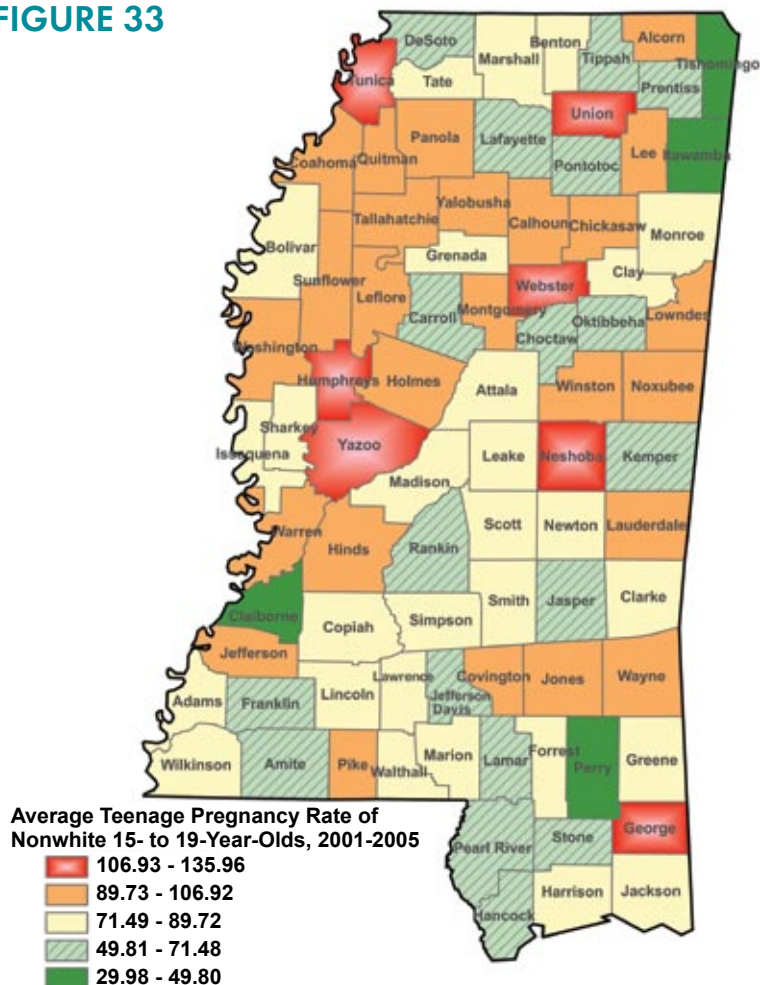 FIGURE 33
DeSoto
Marshall
Benton
Tippah
Alcorn
Tishomingo
Tunica
Tate
Prentiss
Union
Panola
Lafayette
Pontotoc
Lee
Itawamba
Coahoma
Quitman
Tallahatchie
Yalobusha
Calhoun
Chickasaw
Monroe
Bolivar
Sunflower
Grenada
Clay
Leflore
Webster
Carroll
Montgomery
Oktibbeha
Lowndes
Choctaw
Washington
Humphreys
Holmes
Attala
Winston
Noxubee
Sharkey
Issaquena
Yazoo
Leake
Neshoba
Kemper
Madison
Scott
Newton
Lauderdale
Warren
Hinds
Rankin
Claiborne
Copiah
Simpson
Smith
Jasper
Clarke
Jefferson
Adams
Franklin
Lincoln
Lawrence
Jefferson
Davis
Covington
Jones
Wayne
Wilkinson
Amite
Pike
Walthall
Marion
Lamar
Forrest
Perry
Greene
Pearl River
Stone
George
Hancock
Harrison
Jackson
Average Teenage Pregnancy Rate of
Nonwhite 15- to 19-Year-Olds, 2001-2005
106.93 - 135.96
89.73 - 106.92
71.49 - 89.72
49.81 - 71.48
29.98 - 49.80